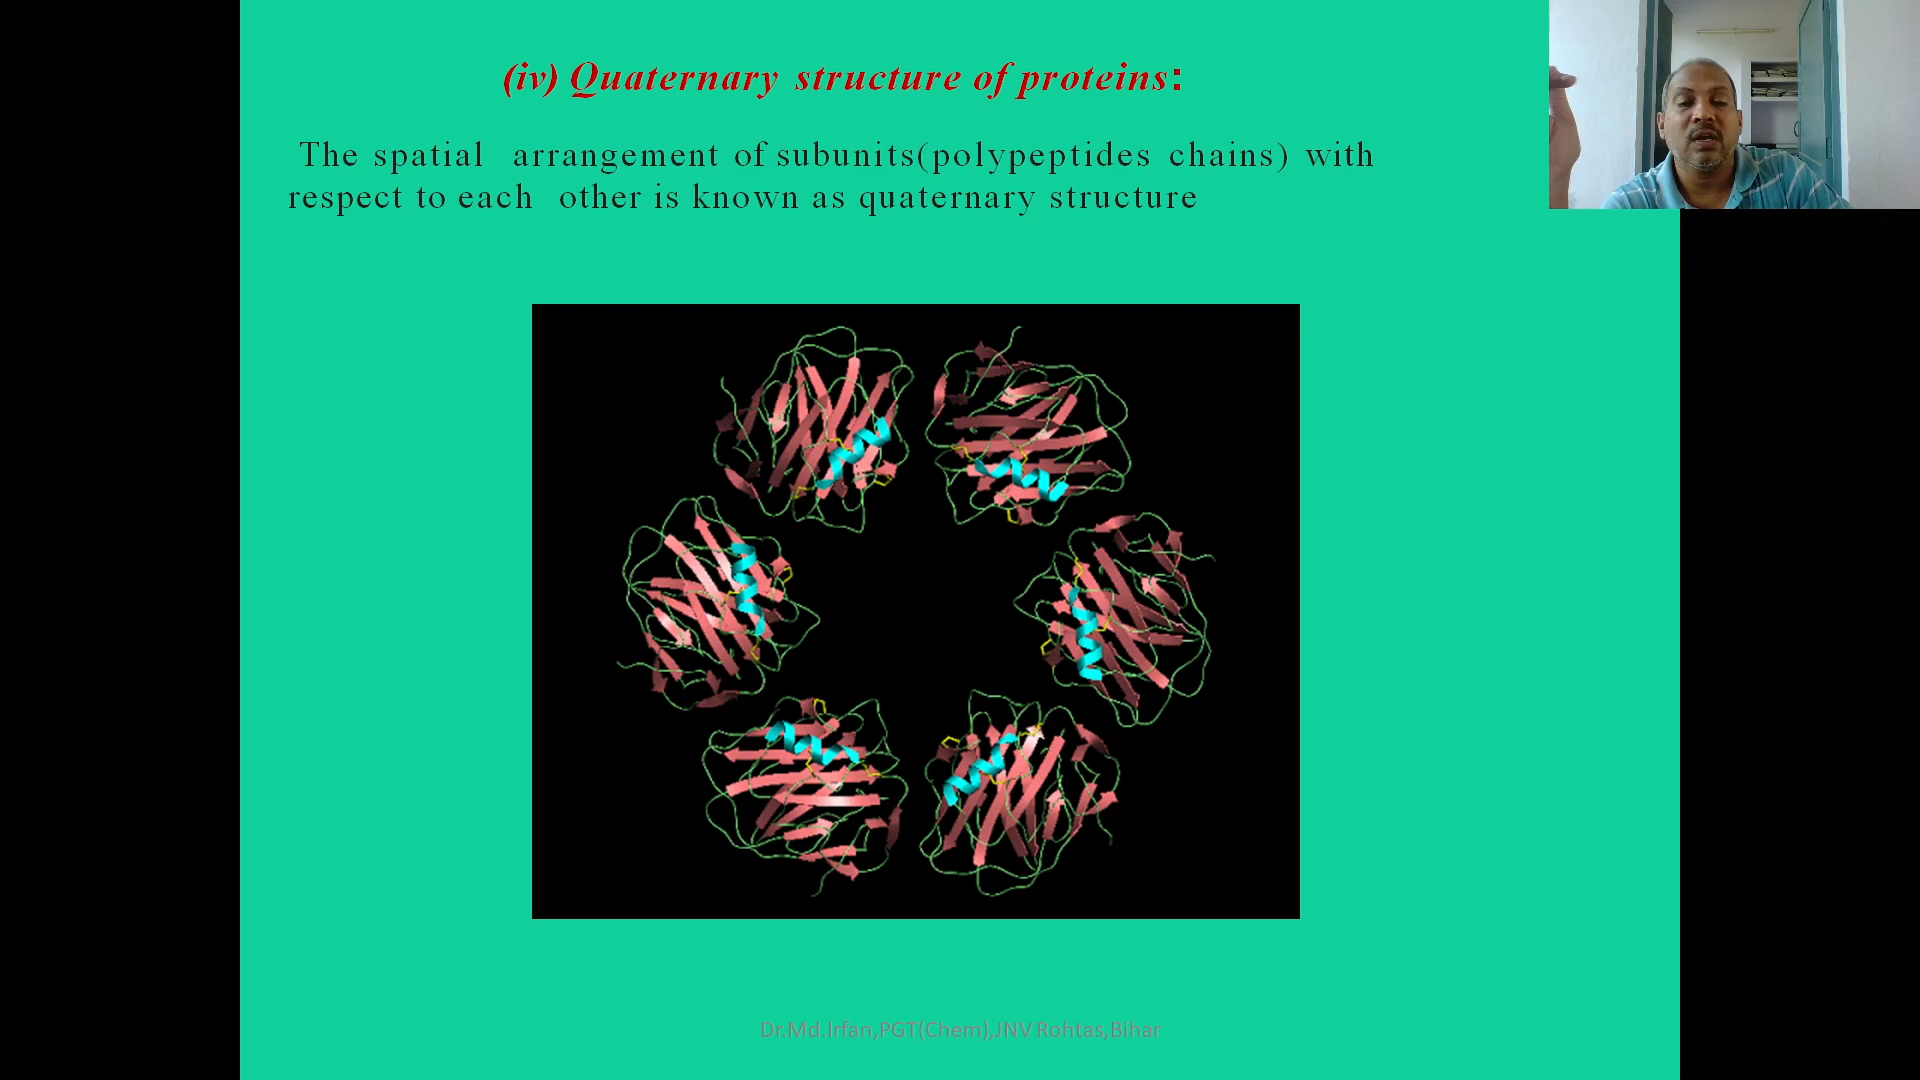 (iv) Quaternary structure of proteins:
The spatial arrangement of subunits(polypeptides chains) with
respect to each other is known as quaternary structure
Dr.Md.Irfan,PGT(Chem),JNV Rohtas,Bihar